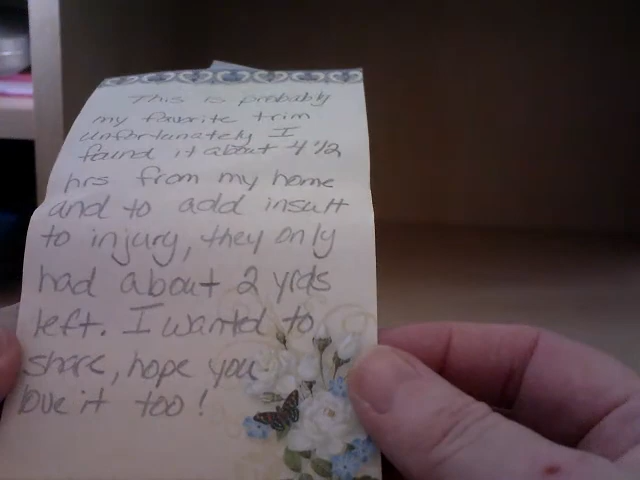 This is probably
my favorite trim
unfortunately I
found it about 4 1/2
hrs from my home
and to add insult
to injury, they only
had about 2 yrds
left. I wanted to
share, hope you
love it too!